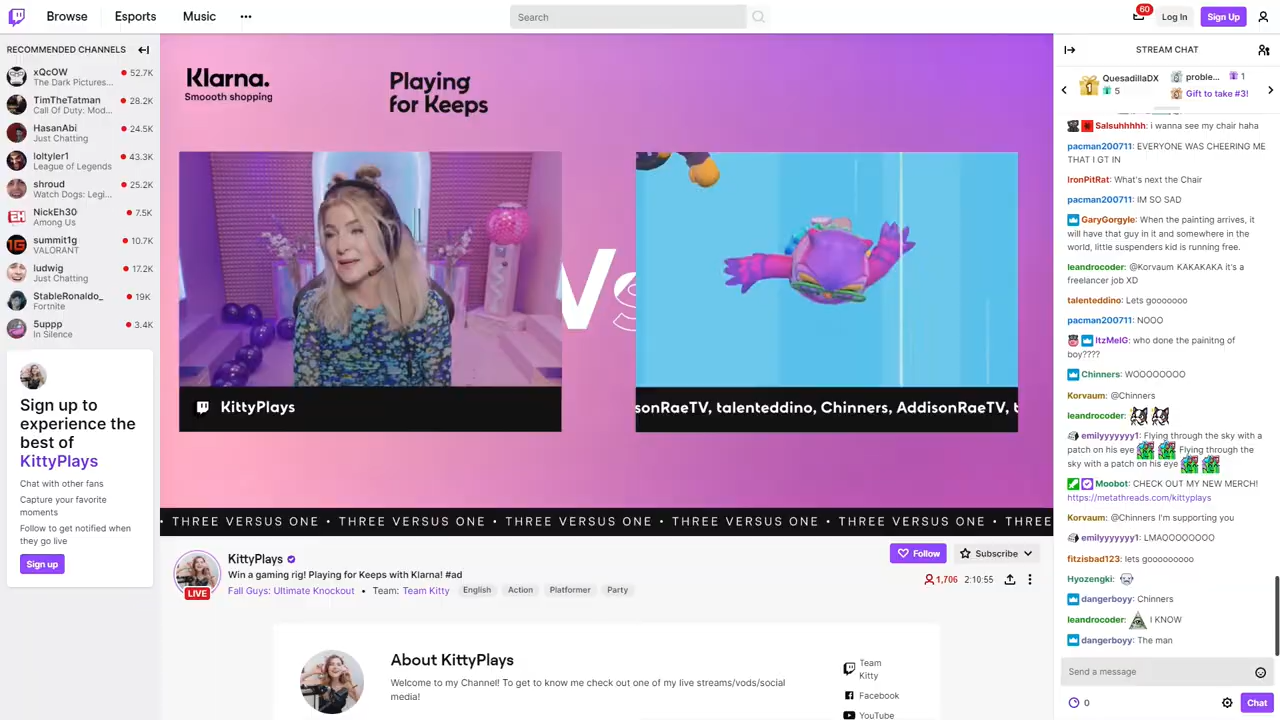 Browse
Esports
Music
Search
60
Log In
Sign Up
RECOMMENDED CHANNELS
xQcOW
The Dark Pictures...
52.7K
TimTheTatman
Call Of Duty: Mod...
28.2K
HasanAbi
Just Chatting
24.5K
loltyler1
League of Legends
43.3K
shroud
Watch Dogs: Legi...
25.2K
NickEh30
Among Us
7.5K
summit1g
VALORANT
10.7K
ludwig
Just Chatting
17.2K
StableRonaldo_
Fortnite
19K
5uppp
In Silence
3.4K
Sign up to
experience the
best of
KittyPlays
Chat with other fans
Capture your favorite
moments
Follow to get notified when
they go live
Sign up
Klarna.
Smoooth shopping
Playing
for Keeps
Vs
KittyPlays
sonRaeTV, talenteddino, Chinners, AddisonRaeTV, t
• THREE VERSUS ONE • THREE VERSUS ONE • THREE VERSUS ONE • THREE VERSUS ONE • THREE VERSUS ONE • THREE
LIVE
KittyPlays
Win a gaming rig! Playing for Keeps with Klarna! #ad
Fall Guys: Ultimate Knockout • Team: Team Kitty English Action Platformer Party
Follow
Subscribe
1,706
2:10:55
About KittyPlays
Welcome to my Channel! To get to know me check out one of my live streams/vods/social
media!
Team
Kitty
Facebook
YouTube
STREAM CHAT
QuesadillaDX
5
proble... 1
Gift to take #3!
Salsuhhhhh: i wanna see my chair haha
pacman200711: EVERYONE WAS CHEERING ME
THAT I GT IN
IronPitRat: What's next the Chair
pacman200711: IM SO SAD
GaryGorgyle: When the painting arrives, it
will have that guy in it and somewhere in the
world, little suspenders kid is running free.
leandrocoder: @Korvaum KAKAKAKA it's a
freelancer job XD
talenteddino: Lets gooooooo
pacman200711: NOOO
ItzMelG: who done the painitng of
boy????
Chinners: WOOOOOOOO
Korvaum: @Chinners
leandrocoder:
emilyyyyyyy1: Flying through the sky with a
patch on his eye Flying through the
sky with a patch on his eye
Moobot: CHECK OUT MY NEW MERCH!
https://metathreads.com/kittyplays
Korvaum: @Chinners I'm supporting you
emilyyyyyyy1: LMAOOOOOOO
fitzisbad123: lets gooooooooo
Hyozengki:
dangerboyy: Chinners
leandrocoder: I KNOW
dangerboyy: The man
Send a message
0
Chat